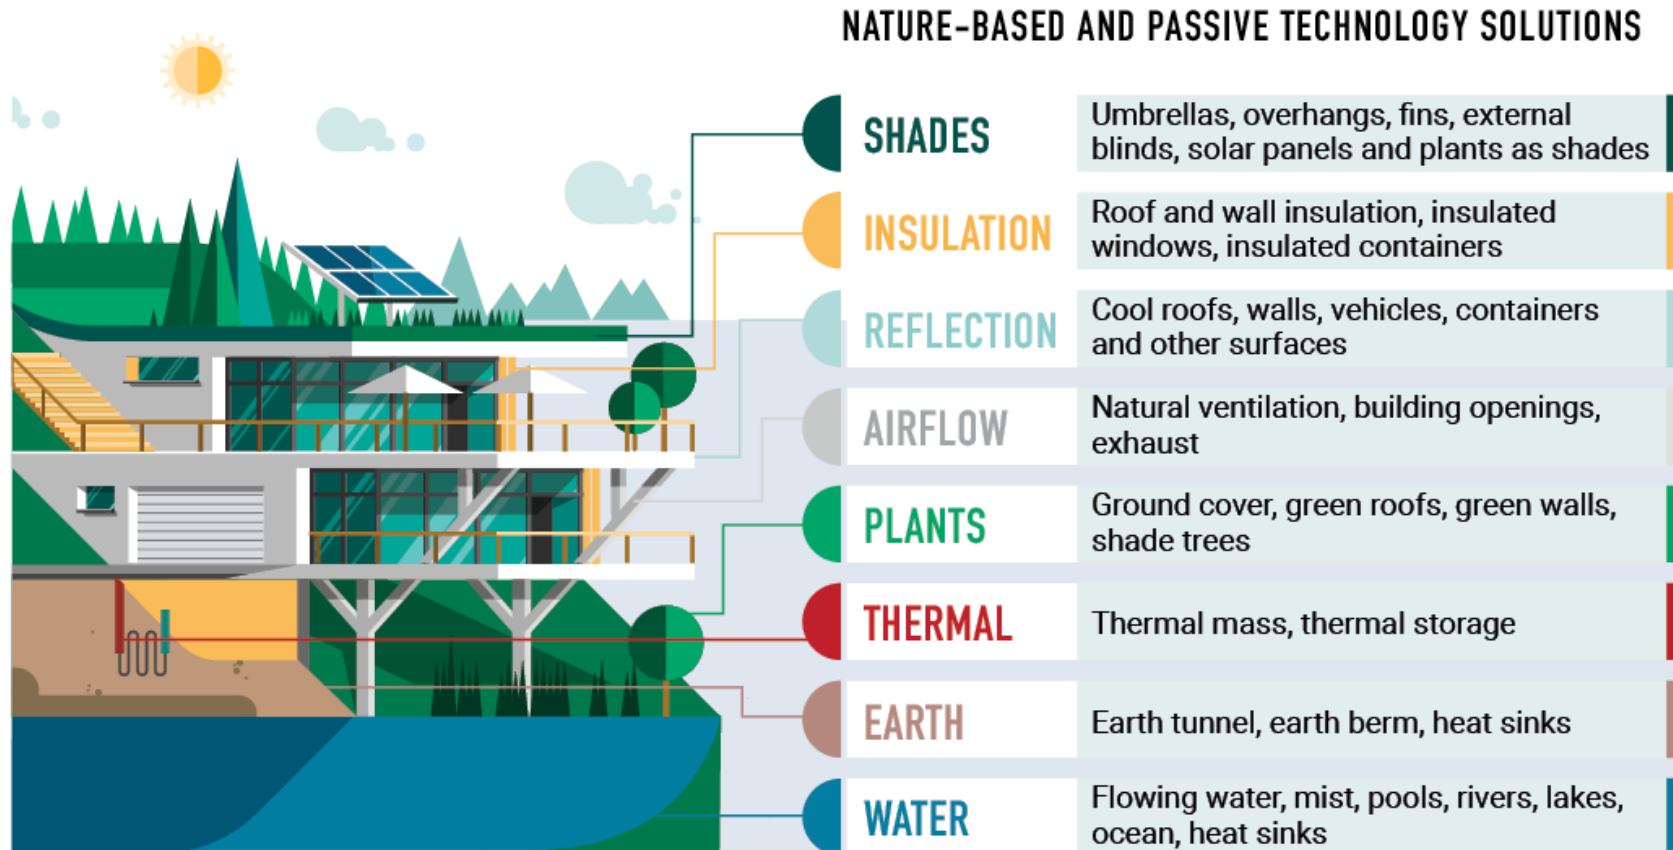 NATURE-BASED AND PASSIVE TECHNOLOGY SOLUTIONS
SHADES
Umbrellas, overhangs, fins, external
blinds, solar panels and plants as shades
INSULATION
Roof and wall insulation, insulated
windows, insulated containers
REFLECTION
Cool roofs, walls, vehicles, containers
and other surfaces
AIRFLOW
Natural ventilation, building openings,
exhaust
PLANTS
Ground cover, green roofs, green walls,
shade trees
THERMAL
Thermal mass, thermal storage
EARTH
Earth tunnel, earth berm, heat sinks
WATER
Flowing water, mist, pools, rivers, lakes,
ocean, heat sinks